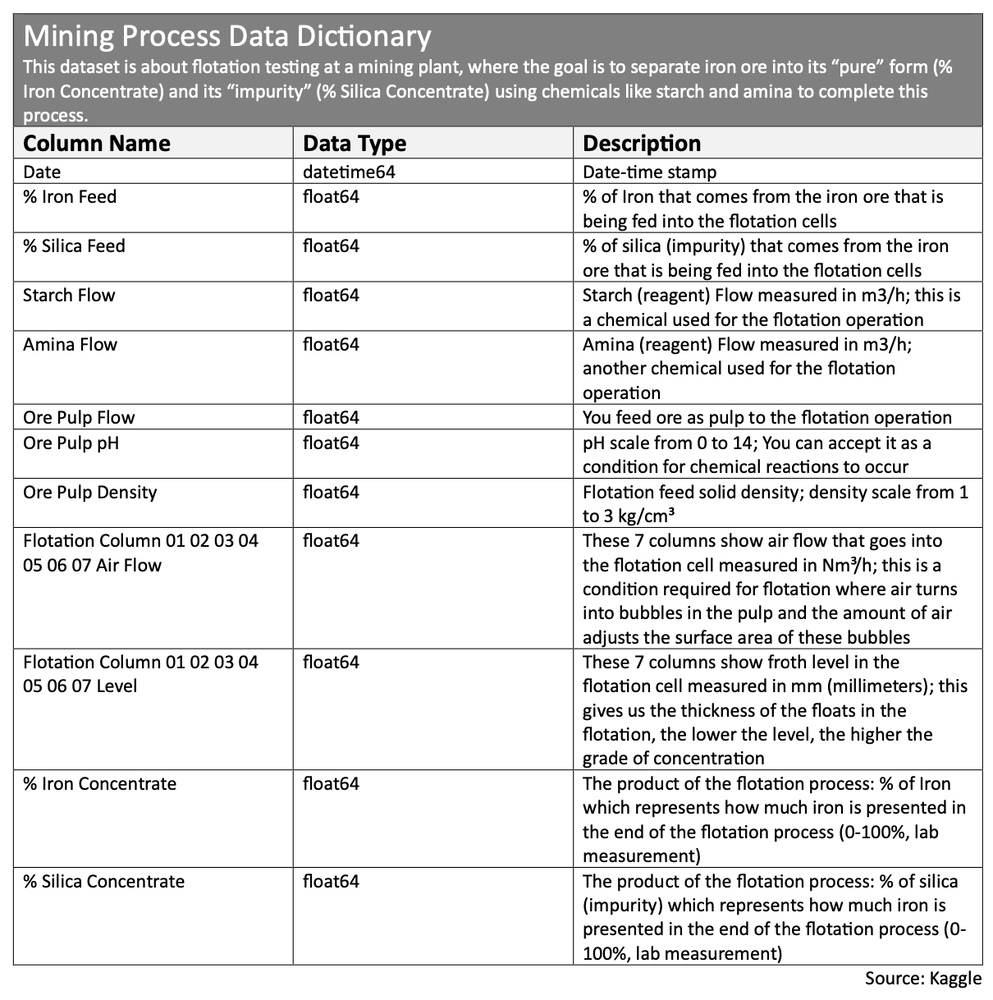 Mining Process Data Dictionary
This dataset is about flotation testing at a mining plant, where the goal is to separate iron ore into its “pure” form (%
Iron Concentrate) and its “impurity” (% Silica Concentrate) using chemicals like starch and amina to complete this
process.
Column Name Data Type Description
Date datetime64 Date-time stamp
% Iron Feed float64 % of Iron that comes from the iron ore that is
being fed into the flotation cells
% Silica Feed float64 % of silica (impurity) that comes from the iron
ore that is being fed into the flotation cells
Starch Flow float64 Starch (reagent) Flow measured in m3/h; this is
a chemical used for the flotation operation
Amina Flow float64 Amina (reagent) Flow measured in m3/h;
another chemical used for the flotation
operation
Ore Pulp Flow float64 You feed ore as pulp to the flotation operation
Ore Pulp pH float64 pH scale from 0 to 14; You can accept it as a
condition for chemical reactions to occur
Ore Pulp Density float64 Flotation feed solid density; density scale from 1
to 3 kg/cm³
Flotation Column 01 02 03 04 float64 These 7 columns show air flow that goes into
05 06 07 Air Flow the flotation cell measured in Nm³/h; this is a
condition required for flotation where air turns
into bubbles in the pulp and the amount of air
adjusts the surface area of these bubbles
Flotation Column 01 02 03 04 float64 These 7 columns show froth level in the
05 06 07 Level flotation cell measured in mm (millimeters); this
gives us the thickness of the floats in the
flotation, the lower the level, the higher the
grade of concentration
% Iron Concentrate float64 The product of the flotation process: % of Iron
which represents how much iron is presented in
the end of the flotation process (0-100%, lab
measurement)
% Silica Concentrate float64 The product of the flotation process: % of silica
(impurity) which represents how much iron is
presented in the end of the flotation process (0-
100%, lab measurement)
Source: Kaggle